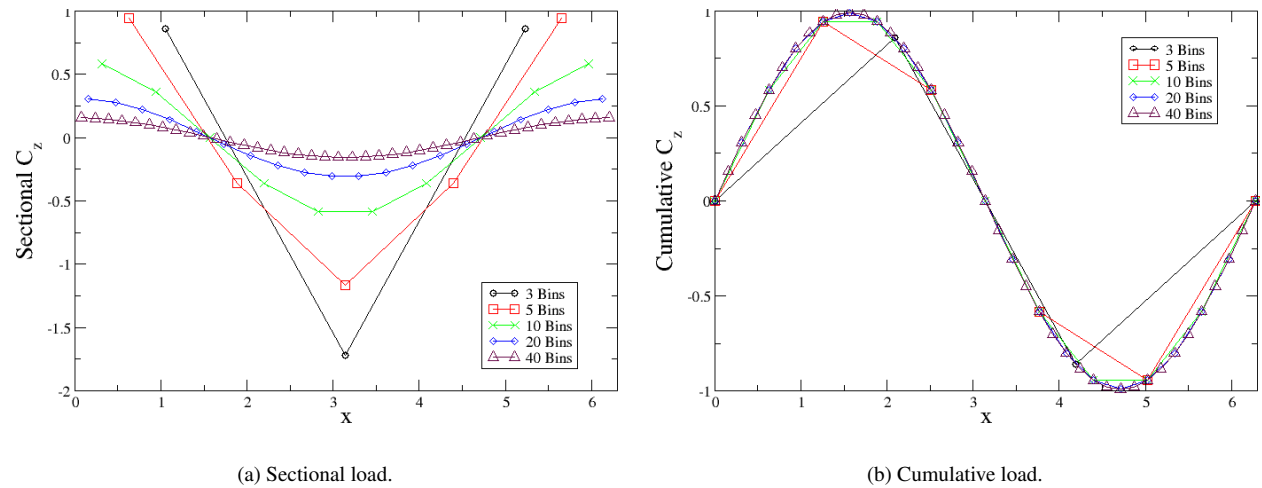 1
0.5
0
-0.5
-1
-1.5
-2
Sectional C_z
0 1 2 3 4 5 6
x
3 Bins
5 Bins
10 Bins
20 Bins
40 Bins
(a) Sectional load.
1
0.5
0
-0.5
-1
Cumulative C_z
0 1 2 3 4 5 6
x
3 Bins
5 Bins
10 Bins
20 Bins
40 Bins
(b) Cumulative load.